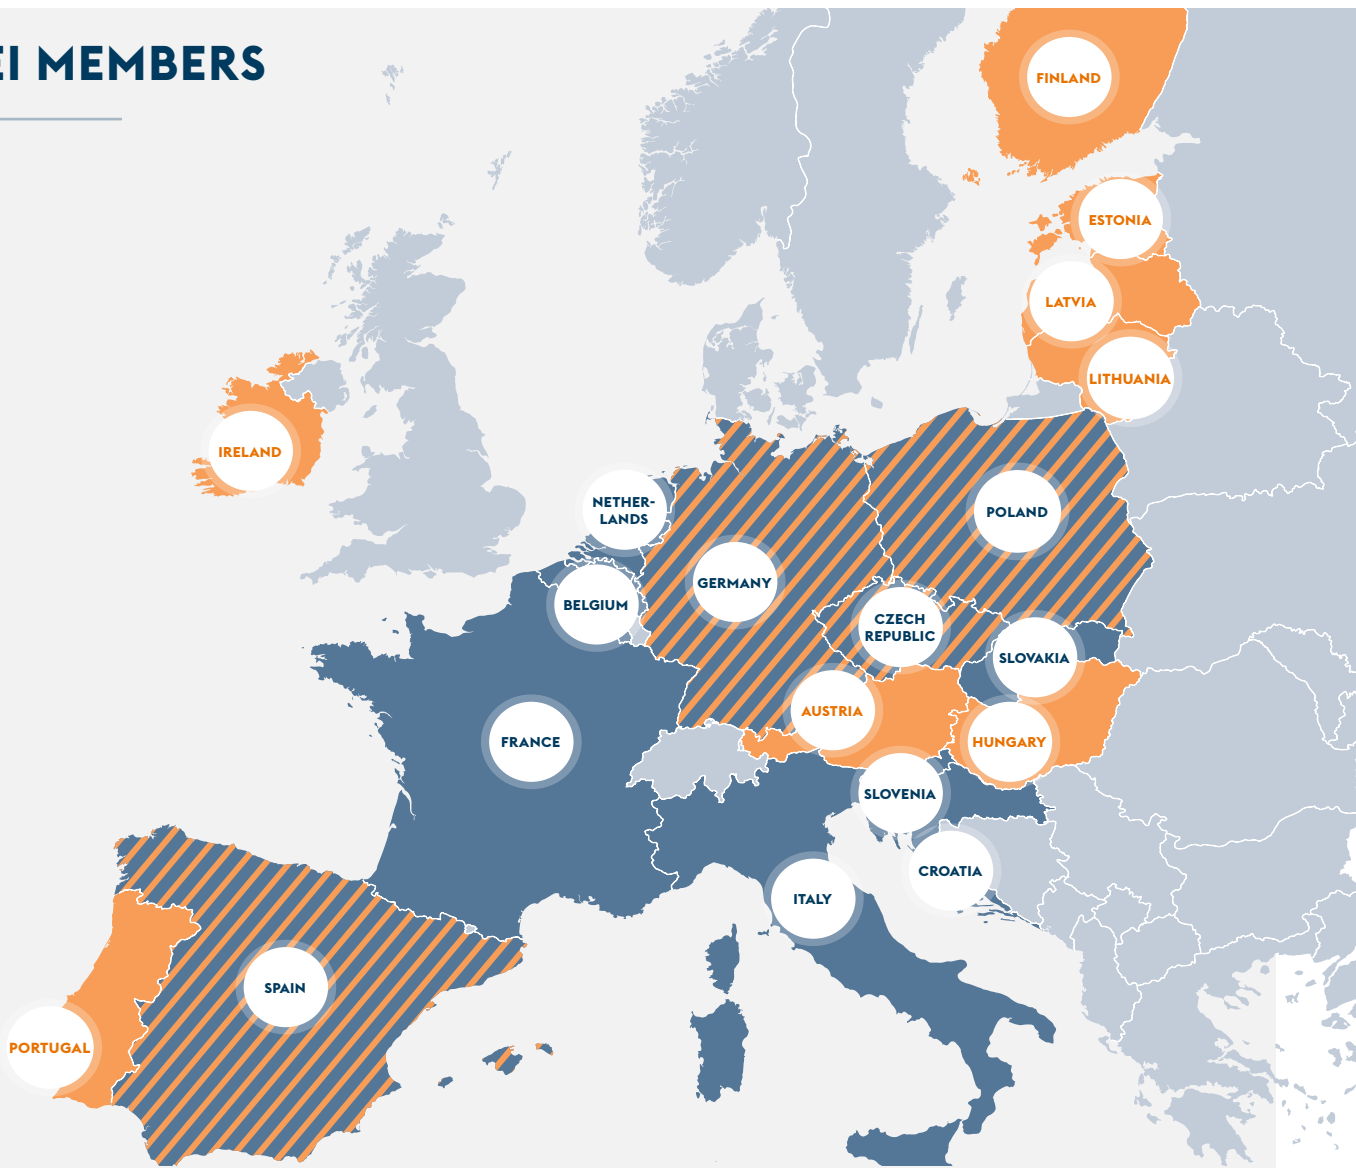 EI MEMBERS
FINLAND
ESTONIA
LATVIA
LITHUANIA
IRELAND
NETHER-
LANDS
POLAND
GERMANY
BELGIUM
CZECH
REPUBLIC
SLOVAKIA
AUSTRIA
FRANCE
HUNGARY
SLOVENIA
CROATIA
ITALY
SPAIN
PORTUGAL